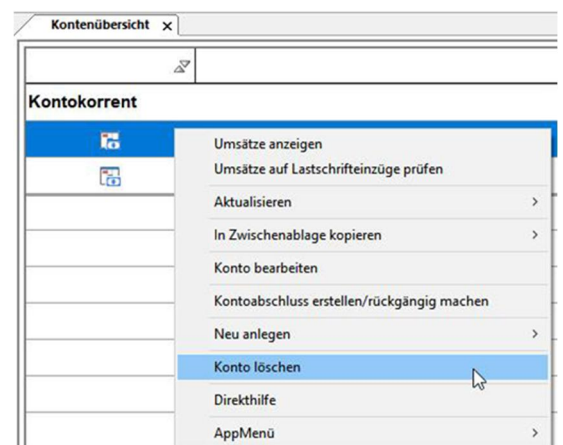 Kontenübersicht x
Kontokorrent
Umsätze anzeigen
Umsätze auf Lastschrifteinzüge prüfen
Aktualisieren
In Zwischenablage kopieren
Konto bearbeiten
Kontoabschluss erstellen/rückgängig machen
Neu anlegen
Konto löschen
Direkthilfe
AppMenü